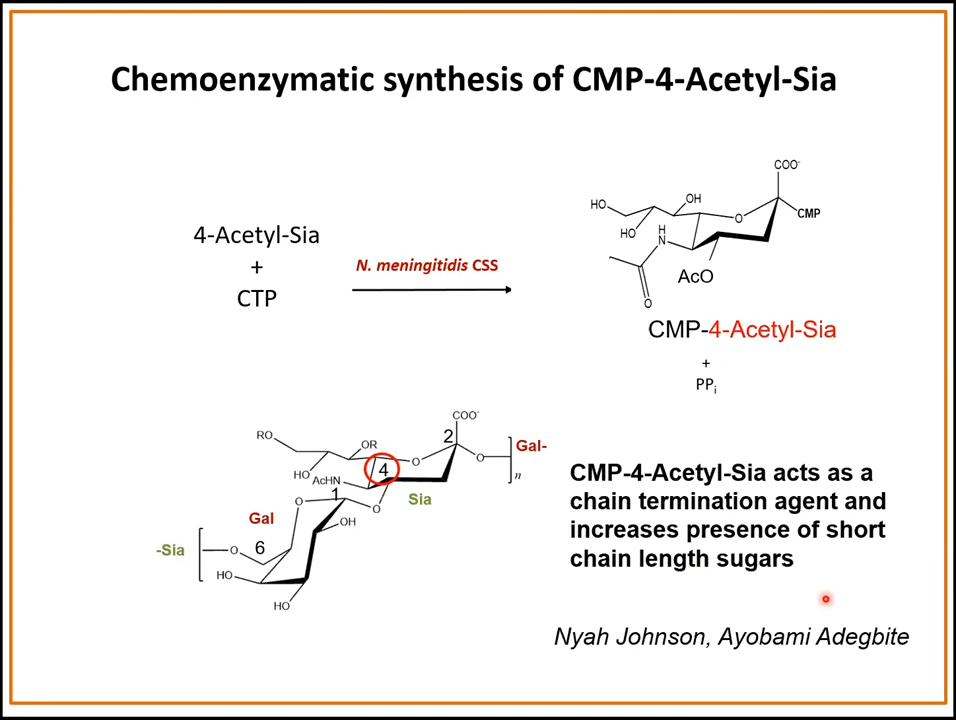 Chemoenzymatic synthesis of CMP-4-Acetyl-Sia
4-Acetyl-Sia
+
CTP
N. meningitidis CSS
COO-
HO
OH
O
CMP
HO
H
N
AcO
O
CMP-4-Acetyl-Sia
+
PPi
COO-
RO
OR
2
Gal-
O
O
n
HO
4
AcHN
1
Sia
O
O
Gal
OH
-Sia
O
6
HO
HO
CMP-4-Acetyl-Sia acts as a
chain termination agent and
increases presence of short
chain length sugars
Nyah Johnson, Ayobami Adegbite